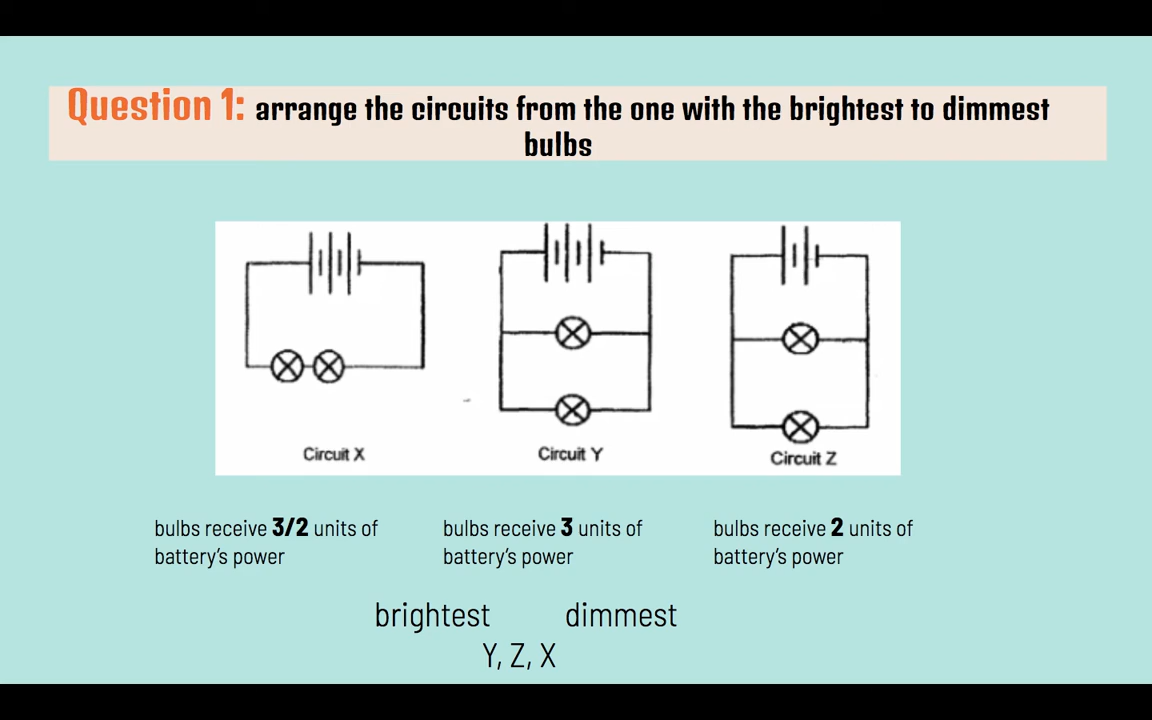 Question 1: arrange the circuits from the one with the brightest to dimmest
bulbs
Circuit X
Circuit Y
Circuit Z
bulbs receive 3/2 units of
battery's power
bulbs receive 3 units of
battery's power
bulbs receive 2 units of
battery's power
brightest dimmest
Y, Z, X